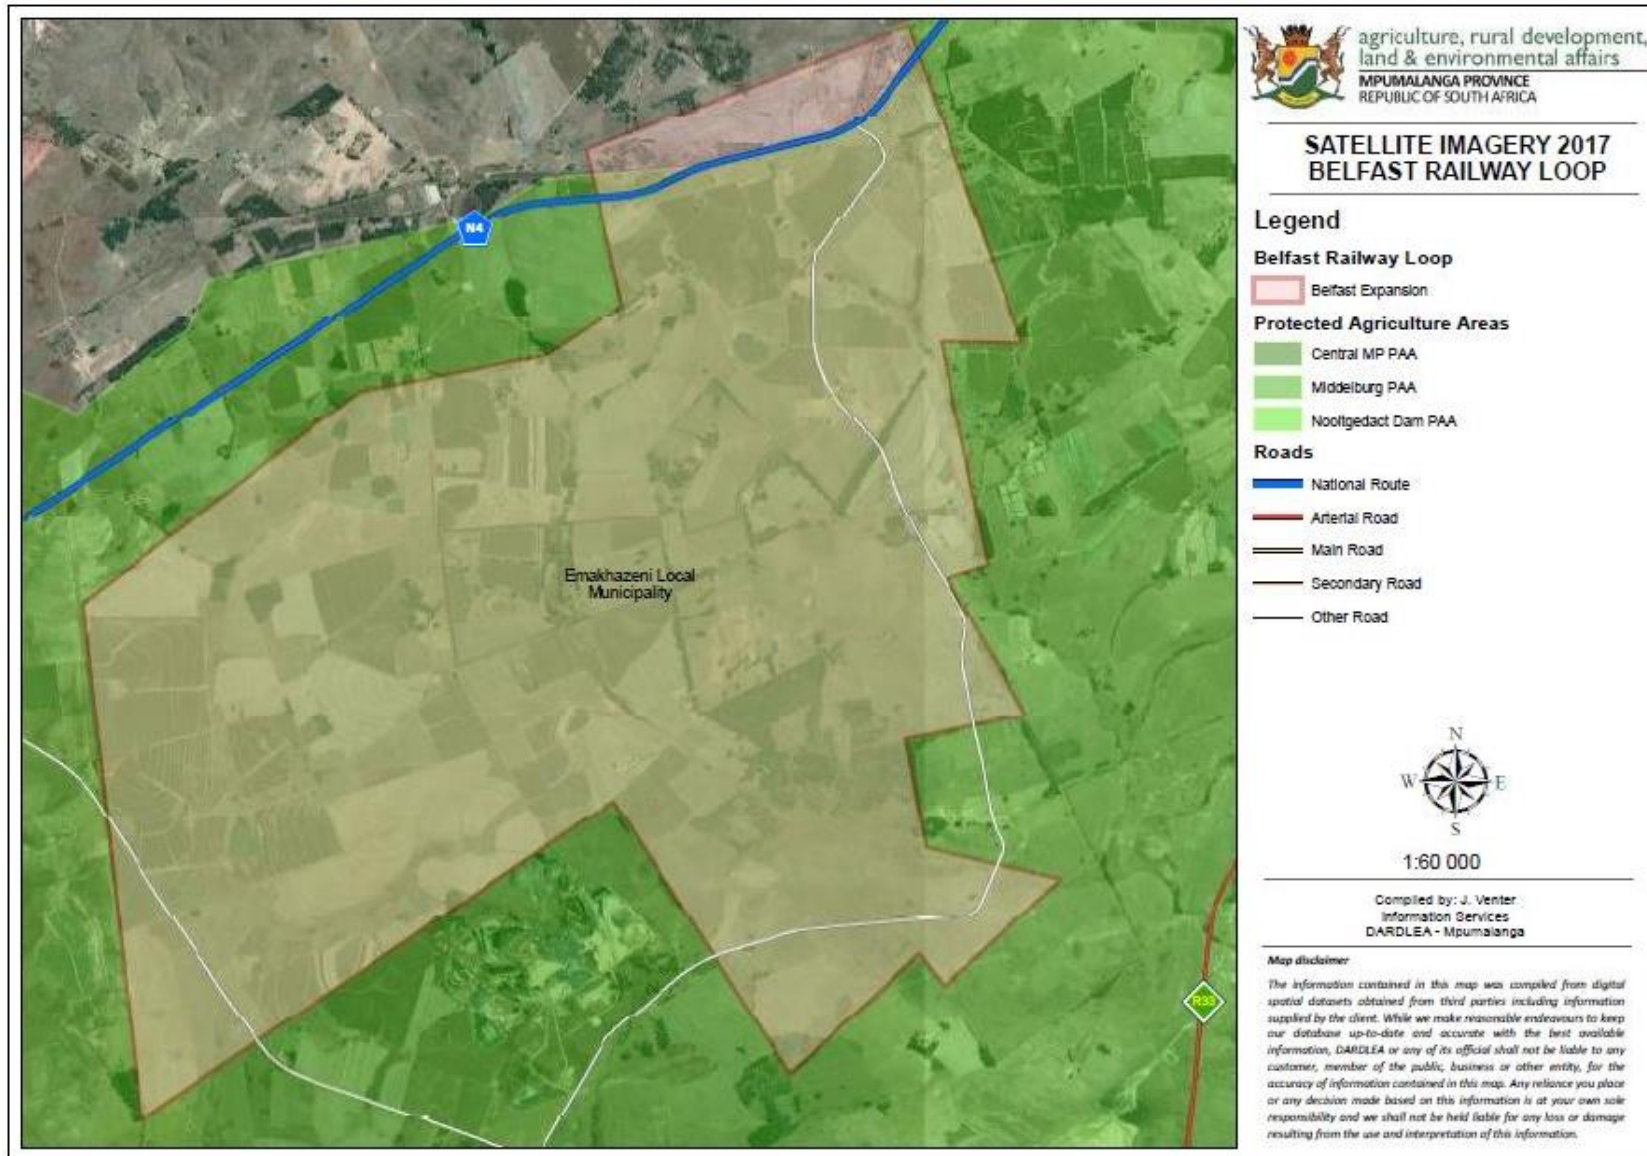 agriculture, rural development,
land & environmental affairs
MPUMALANGA PROVINCE
REPUBLIC OF SOUTH AFRICA
SATELLITE IMAGERY 2017
BELFAST RAILWAY LOOP
Legend
Belfast Railway Loop
Belfast Expansion
Protected Agriculture Areas
Central MP PAA
Middelburg PAA
Nooitgedact Dam PAA
Roads
National Route
Arterial Road
Main Road
Secondary Road
Other Road
N
W E
S
1:60 000
Compiled by: J. Venter
Information Services
DARDLEA - Mpumalanga
Map disclaimer
The information contained in this map was compiled from digital
spatial datasets obtained from third parties including information
supplied by the client. While we make reasonable endeavours to keep
our database up-to-date and accurate with the best available
information, DARDLEA or any of its official shall not be liable to any
customer, member of the public, business or other entity, for the
accuracy of information contained in this map. Any reliance you place
or any decision made based on this information is at your own sole
responsibility and we shall not be held liable for any loss or damage
resulting from the use and interpretation of this information.
N4
Emakhazeni Local
Municipality
R33